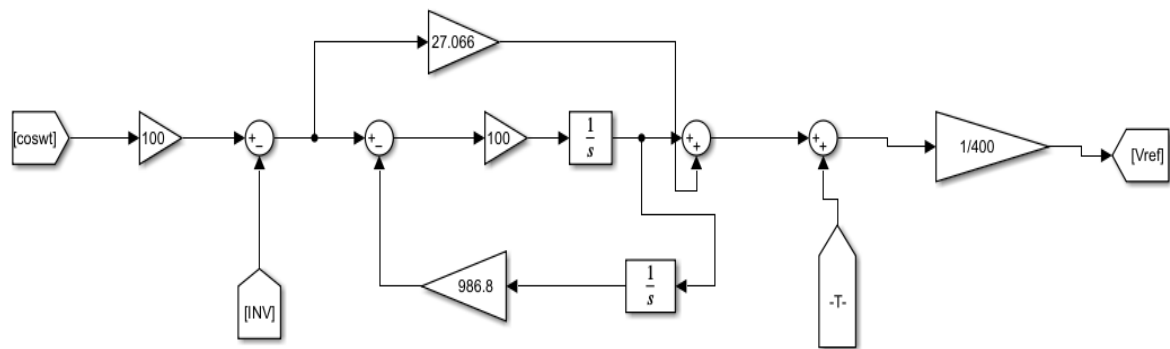 27.066
[coswt]
100
+
−
+
−
100
1
s
+
+
+
+
1/400
[Vref]
986.8
1
s
[INV]
-T-